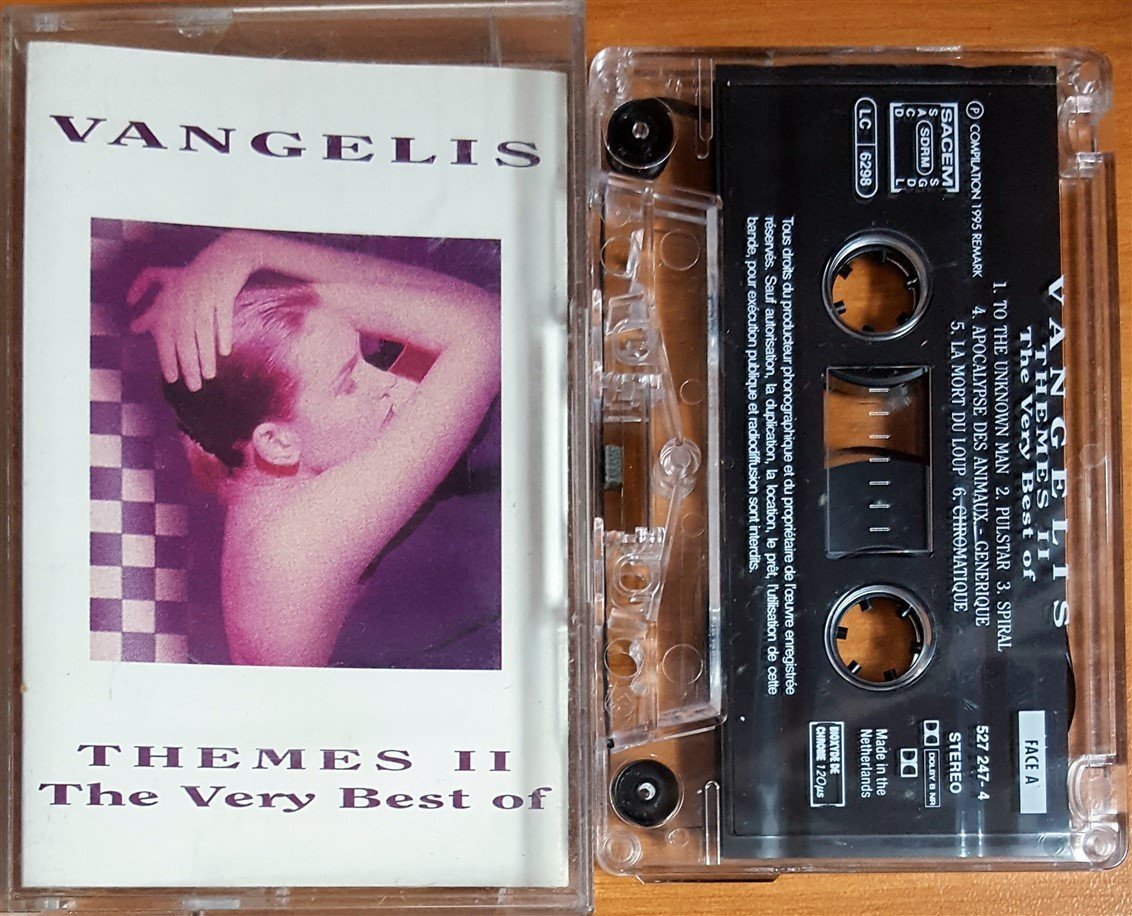 VANGELIS
THEMES II
The Very Best of
VANGELIS
THEMES II
The Very Best of
1. TO THE UNKNOWN MAN 2. PULSTAR 3. SPIRAL
4. APOCALYPSE DES ANIMAUX - GENERIQUE
5. LA MORT DU LOUP 6. CHROMATIQUE
℗ COMPILATION 1995 REMARK
SACEM
SDRM
SACD
SGDL
LC 6298
FACE A
527 247-4
STEREO
DOLBY B NR
Made in the
Netherlands
BIOXYDE DE
CHROME 120µs
Tous droits du producteur phonographique et du propriétaire de l'œuvre enregistrée
réservés. Sauf autorisation, la duplication, la location, le prêt, l'utilisation de cette
bande, pour exécution publique et radiodiffusion sont interdits.